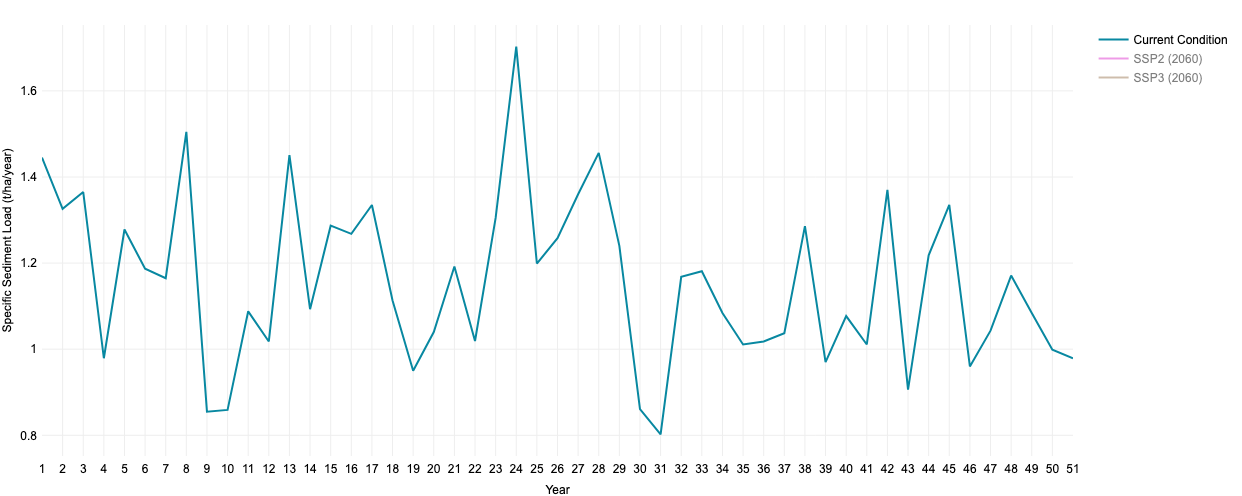 Current Condition
SSP2 (2060)
SSP3 (2060)
Specific Sediment Load (t/ha/year)
1.6
1.4
1.2
1
0.8
1 2 3 4 5 6 7 8 9 10 11 12 13 14 15 16 17 18 19 20 21 22 23 24 25 26 27 28 29 30 31 32 33 34 35 36 37 38 39 40 41 42 43 44 45 46 47 48 49 50 51
Year